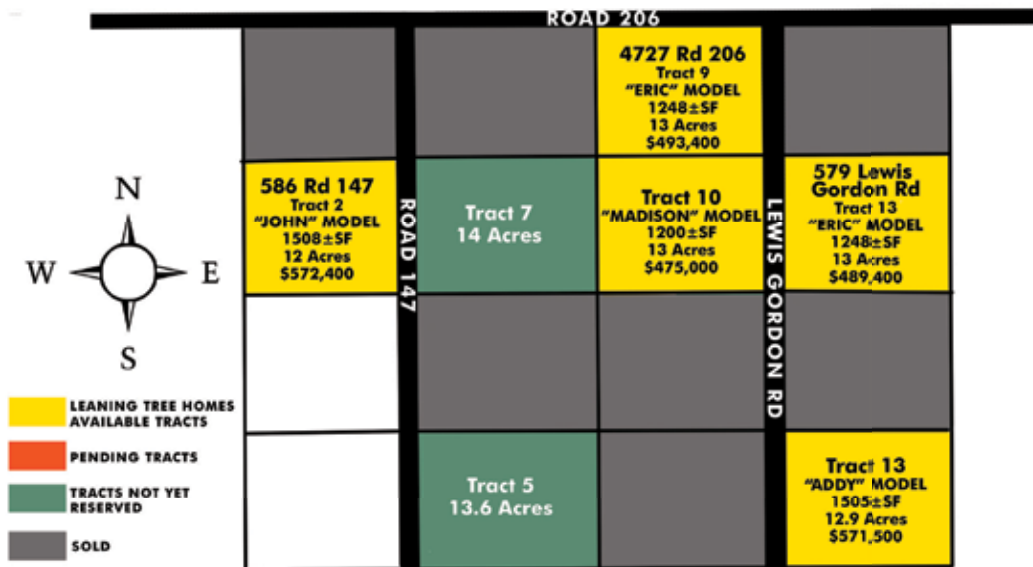 ROAD 206
4727 Rd 206
Tract 9
"ERIC" MODEL
1248±SF
13 Acres
$493,400
586 Rd 147
Tract 2
"JOHN" MODEL
1508±SF
12 Acres
$572,400
ROAD 147
Tract 7
14 Acres
Tract 10
"MADISON" MODEL
1200±SF
13 Acres
$475,000
LEWIS GORDON RD
579 Lewis
Gordon Rd
Tract 13
"ERIC" MODEL
1248±SF
13 Acres
$489,400
N
W
E
S
LEANING TREE HOMES
AVAILABLE TRACTS
PENDING TRACTS
TRACTS NOT YET
RESERVED
SOLD
Tract 5
13.6 Acres
Tract 13
"ADDY" MODEL
1505±SF
12.9 Acres
$571,500